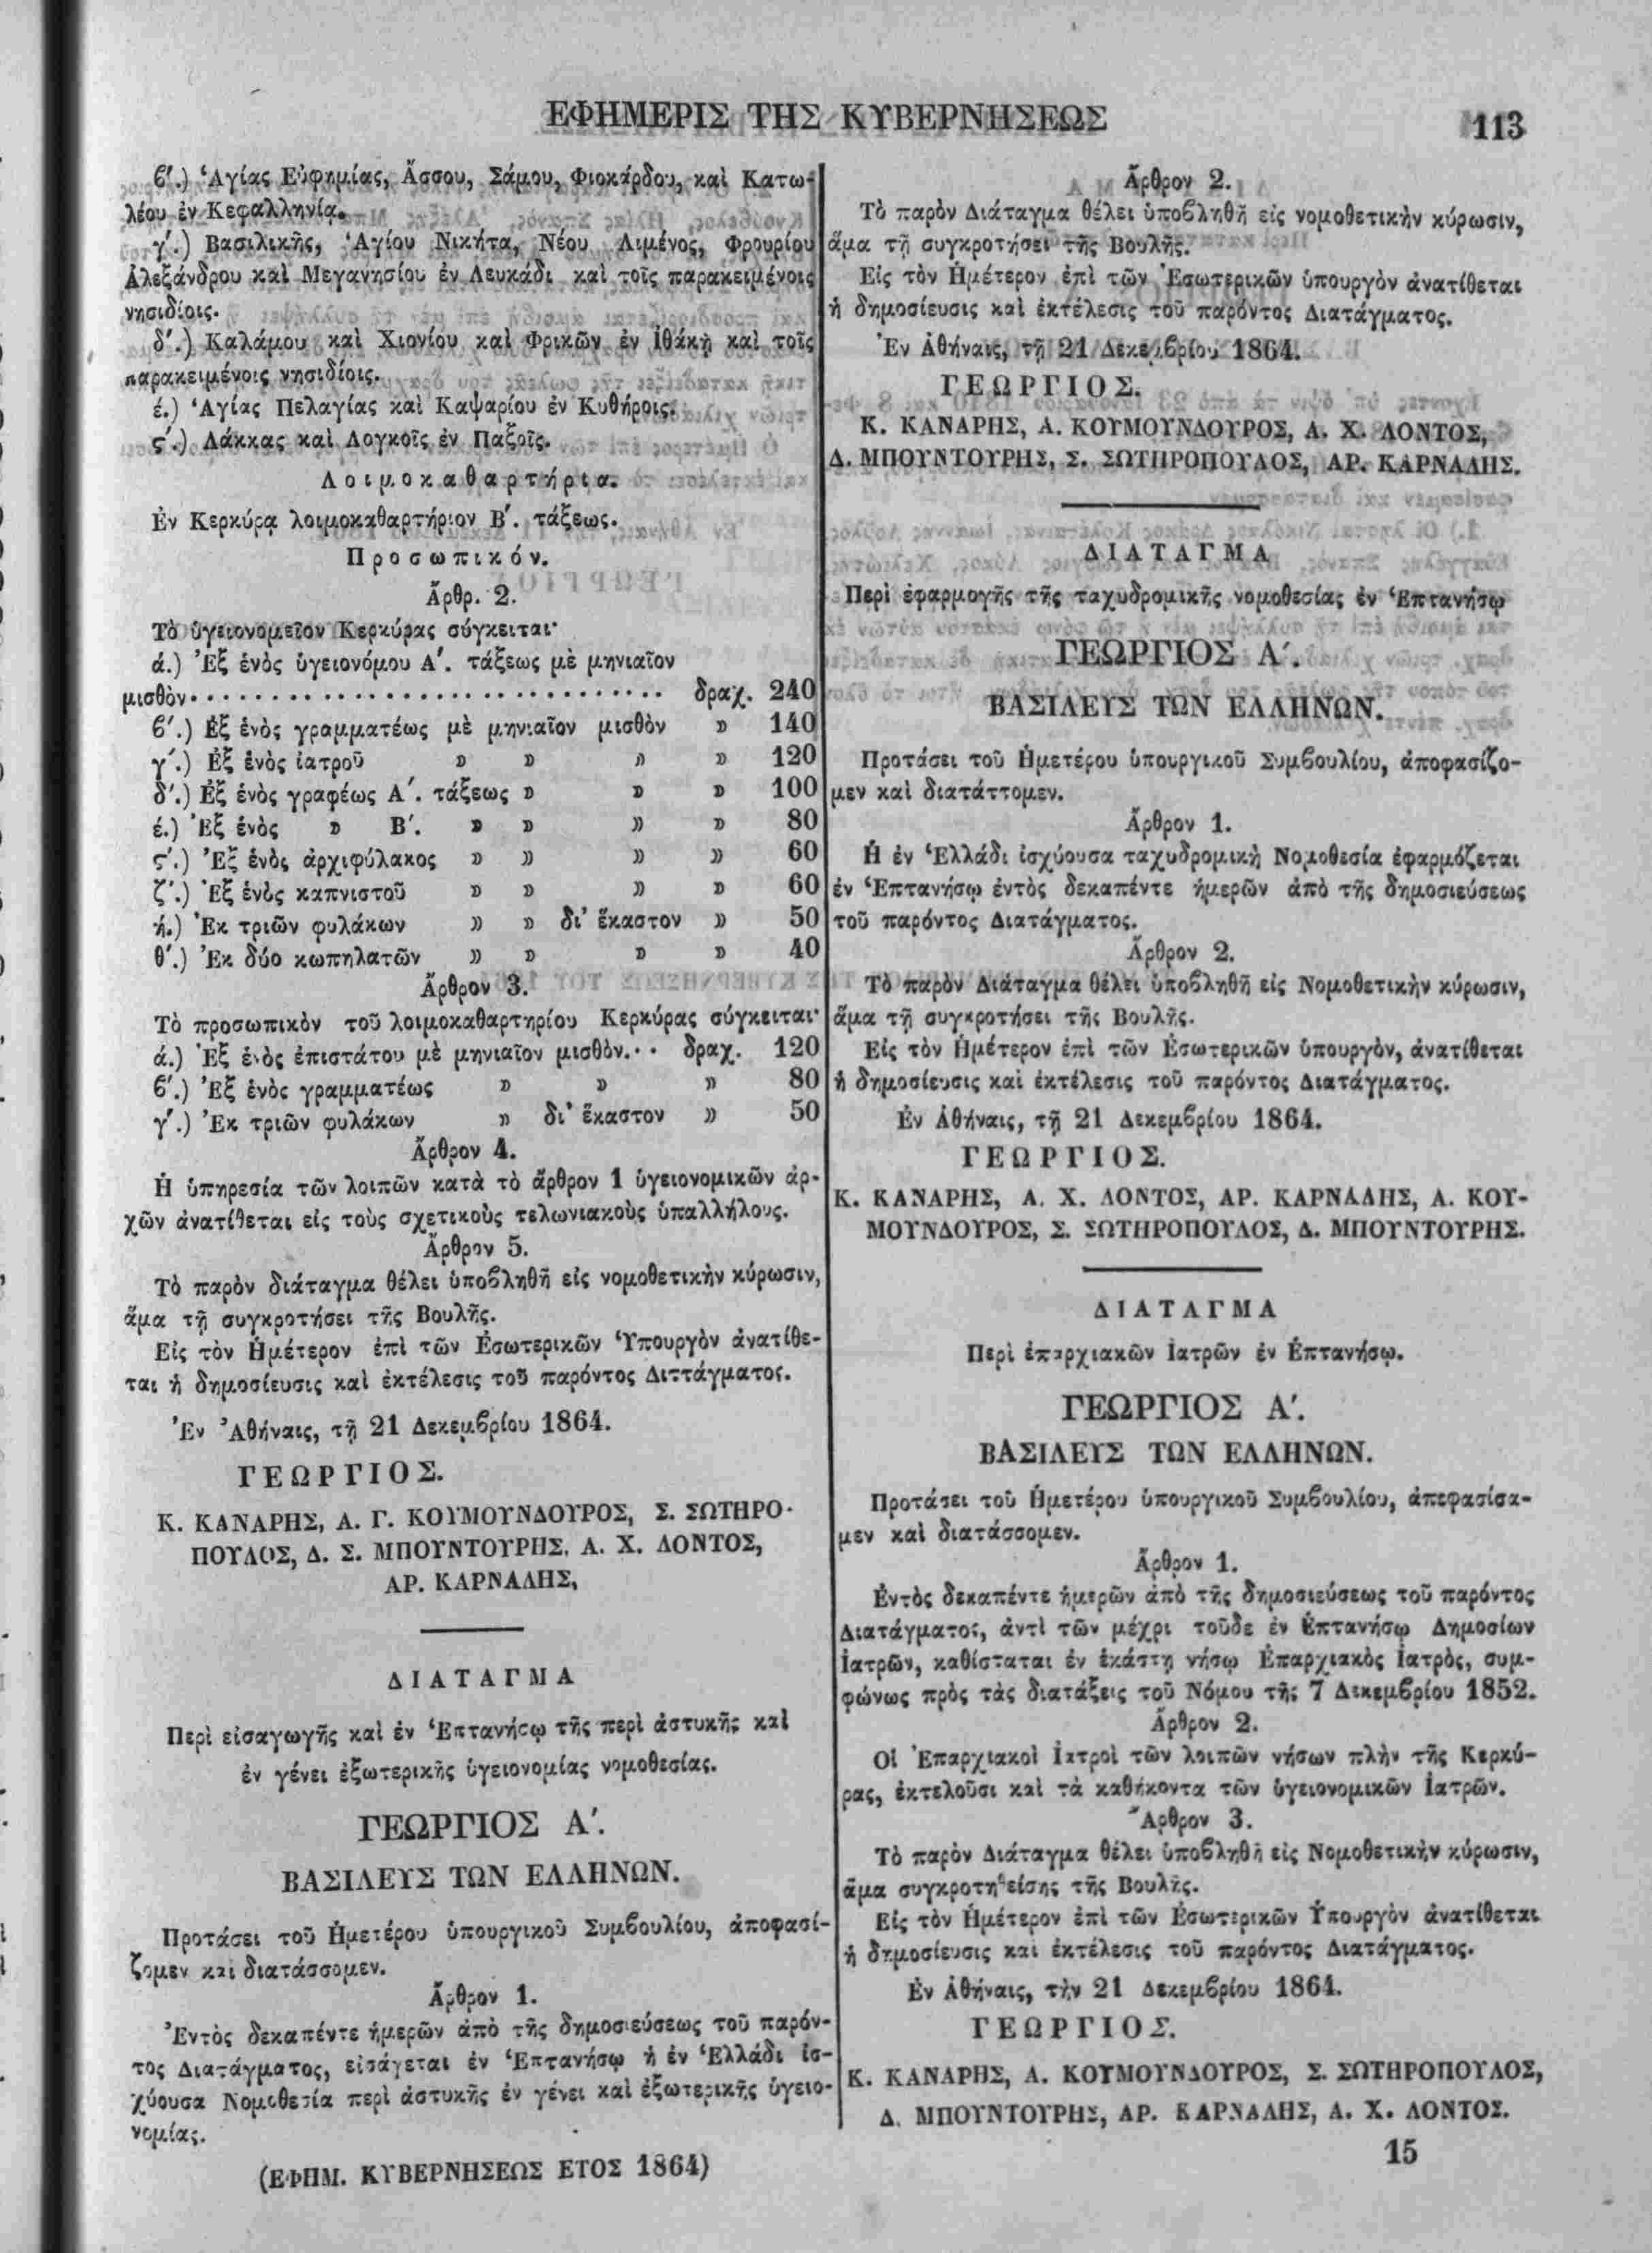 ΕΦΗΜΕΡΙΣ ΤΗΣ ΚΥΒΕΡΝΗΣΕΩΣ
113
β΄.) Ἁγίας Εὐφημίας, Ἄσσου, Σάμου, Φιοκάρδου, καὶ Κατω-
λέου ἐν Κεφαλληνίᾳ.
γ΄.) Βασιλικῆς, Ἁγίου Νικήτα, Νέου Λιμένος, Φρουρίου
Ἀλεξάνδρου καὶ Μεγανησίου ἐν Λευκάδι καὶ τοῖς παρακειμένοις
νησιδίοις.
δ΄.) Καλάμου καὶ Χιονίου καὶ Φρικῶν ἐν Ἰθάκῃ καὶ τοῖς
παρακειμένοις νησιδίοις.
έ.) Ἁγίας Πελαγίας καὶ Καψαρίου ἐν Κυθήροις.
ς΄.) Λάκκας καὶ Λογκοῖς ἐν Παξοῖς.
Λοιμοκαθαρτήρια.
Ἐν Κερκύρᾳ λοιμοκαθαρτήριον Β΄. τάξεως.
Προσωπικόν.
Ἄρθρ. 2.
Τὸ ὑγειονομεῖον Κερκύρας σύγκειται·
ά.) Ἐξ ἑνὸς ὑγειονόμου Α΄. τάξεως μὲ μηνιαῖον
μισθὸν . . . . . . . . . . . . . . . . . . . . . . . . . . . . . δραχ. 240
β΄.) Ἐξ ἑνὸς γραμματέως μὲ μηνιαῖον μισθὸν » 140
γ΄.) Ἐξ ἑνὸς ἰατροῦ » » » » 120
δ΄.) Ἐξ ἑνὸς γραφέως Α΄. τάξεως » » » 100
έ.) Ἐξ ἑνὸς » Β΄. » » » » 80
ς΄.) Ἐξ ἑνὸς ἀρχιφύλακος » » » » 60
ζ΄.) Ἐξ ἑνὸς καπνιστοῦ » » » » 60
ή.) Ἐκ τριῶν φυλάκων » » δι' ἕκαστον » 50
θ΄.) Ἐκ δύο κωπηλατῶν » » » » 40
Ἄρθρον 3.
Τὸ προσωπικὸν τοῦ λοιμοκαθαρτηρίου Κερκύρας σύγκειται·
ά.) Ἐξ ἑνὸς ἐπιστάτου μὲ μηνιαῖον μισθὸν. . . δραχ. 120
β΄.) Ἐξ ἑνὸς γραμματέως » » » 80
γ΄.) Ἐκ τριῶν φυλάκων » δι' ἕκαστον » 50
Ἄρθρον 4.
Ἡ ὑπηρεσία τῶν λοιπῶν κατὰ τὸ ἄρθρον 1 ὑγειονομικῶν ἀρ-
χῶν ἀνατίθεται εἰς τοὺς σχετικοὺς τελωνιακοὺς ὑπαλλήλους.
Ἄρθρον 5.
Τὸ παρὸν διάταγμα θέλει ὑποβληθῆ εἰς νομοθετικὴν κύρωσιν,
ἅμα τῇ συγκροτήσει τῆς Βουλῆς.
Εἰς τὸν Ἡμέτερον ἐπὶ τῶν Ἐσωτερικῶν Ὑπουργὸν ἀνατίθε-
ται ἡ δημοσίευσις καὶ ἐκτέλεσις τοῦ παρόντος Διττάγματος.
Ἐν Ἀθήναις, τῇ 21 Δεκεμβρίου 1864.
ΓΕΩΡΓΙΟΣ.
Κ. ΚΑΝΑΡΗΣ, Α. Γ. ΚΟΥΜΟΥΝΔΟΥΡΟΣ, Σ. ΣΩΤΗΡΟ-
ΠΟΥΛΟΣ, Δ. Σ. ΜΠΟΥΝΤΟΥΡΗΣ, Α. Χ. ΛΟΝΤΟΣ,
ΑΡ. ΚΑΡΝΑΛΗΣ,
ΔΙΑΤΑΓΜΑ
Περὶ εἰσαγωγῆς καὶ ἐν Ἑπτανήσῳ τῆς περὶ ἀστυκῆς καὶ
ἐν γένει ἐξωτερικῆς ὑγειονομίας νομοθεσίας.
ΓΕΩΡΓΙΟΣ Α΄.
ΒΑΣΙΛΕΥΣ ΤΩΝ ΕΛΛΗΝΩΝ.
Προτάσει τοῦ Ἡμετέρου ὑπουργικοῦ Συμβουλίου, ἀποφασί-
ζομεν καὶ διατάσσομεν.
Ἄρθρον 1.
Ἐντὸς δεκαπέντε ἡμερῶν ἀπὸ τῆς δημοσιεύσεως τοῦ παρόν-
τος Διατάγματος, εἰσάγεται ἐν Ἑπτανήσῳ ἡ ἐν Ἑλλάδι ἰσ-
χύουσα Νομοθεσία περὶ ἀστυκῆς ἐν γένει καὶ ἐξωτερικῆς ὑγειο-
νομίας.
(ΕΦΗΜ. ΚΥΒΕΡΝΗΣΕΩΣ ΕΤΟΣ 1864)
Ἄρθρον 2.
Τὸ παρὸν Διάταγμα θέλει ὑποβληθῆ εἰς νομοθετικὴν κύρωσιν,
ἅμα τῇ συγκροτήσει τῆς Βουλῆς.
Εἰς τὸν Ἡμέτερον ἐπὶ τῶν Ἐσωτερικῶν ὑπουργὸν ἀνατίθεται
ἡ δημοσίευσις καὶ ἐκτέλεσις τοῦ παρόντος Διατάγματος.
Ἐν Ἀθήναις, τῇ 21 Δεκεμβρίου 1864.
ΓΕΩΡΓΙΟΣ.
Κ. ΚΑΝΑΡΗΣ, Α. ΚΟΥΜΟΥΝΔΟΥΡΟΣ, Α. Χ. ΛΟΝΤΟΣ,
Δ. ΜΠΟΥΝΤΟΥΡΗΣ, Σ. ΣΩΤΗΡΟΠΟΥΛΟΣ, ΑΡ. ΚΑΡΝΑΛΗΣ.
ΔΙΑΤΑΓΜΑ
Περὶ ἐφαρμογῆς τῆς ταχυδρομικῆς νομοθεσίας ἐν Ἑπτανήσῳ
ΓΕΩΡΓΙΟΣ Α΄.
ΒΑΣΙΛΕΥΣ ΤΩΝ ΕΛΛΗΝΩΝ.
Προτάσει τοῦ Ἡμετέρου ὑπουργικοῦ Συμβουλίου, ἀποφασίζο-
μεν καὶ διατάττομεν.
Ἄρθρον 1.
Ἡ ἐν Ἑλλάδι ἰσχύουσα ταχυδρομικὴ Νομοθεσία ἐφαρμόζεται
ἐν Ἑπτανήσῳ ἐντὸς δεκαπέντε ἡμερῶν ἀπὸ τῆς δημοσιεύσεως
τοῦ παρόντος Διατάγματος.
Ἄρθρον 2.
Τὸ παρὸν Διάταγμα θέλει ὑποβληθῆ εἰς Νομοθετικὴν κύρωσιν,
ἅμα τῇ συγκροτήσει τῆς Βουλῆς.
Εἰς τὸν Ἡμέτερον ἐπὶ τῶν Ἐσωτερικῶν ὑπουργὸν, ἀνατίθεται
ἡ δημοσίευσις καὶ ἐκτέλεσις τοῦ παρόντος Διατάγματος.
Ἐν Ἀθήναις, τῇ 21 Δεκεμβρίου 1864.
ΓΕΩΡΓΙΟΣ.
Κ. ΚΑΝΑΡΗΣ, Α. Χ. ΛΟΝΤΟΣ, ΑΡ. ΚΑΡΝΑΛΗΣ, Α. ΚΟΥ-
ΜΟΥΝΔΟΥΡΟΣ, Σ. ΣΩΤΗΡΟΠΟΥΛΟΣ, Δ. ΜΠΟΥΝΤΟΥΡΗΣ.
ΔΙΑΤΑΓΜΑ
Περὶ ἐπαρχιακῶν ἰατρῶν ἐν Ἑπτανήσῳ.
ΓΕΩΡΓΙΟΣ Α΄.
ΒΑΣΙΛΕΥΣ ΤΩΝ ΕΛΛΗΝΩΝ.
Προτάσει τοῦ Ἡμετέρου ὑπουργικοῦ Συμβουλίου, ἀπεφασίσα-
μεν καὶ διατάσσομεν.
Ἄρθρον 1.
Ἐντὸς δεκαπέντε ἡμερῶν ἀπὸ τῆς δημοσιεύσεως τοῦ παρόντος
Διατάγματος, ἀντὶ τῶν μέχρι τοῦδε ἐν Ἑπτανήσῳ Δημοσίων
ἰατρῶν, καθίσταται ἐν ἑκάστῃ νήσῳ Ἐπαρχιακὸς Ἰατρὸς, συμ-
φώνως πρὸς τὰς διατάξεις τοῦ Νόμου τῆς 7 Δεκεμβρίου 1852.
Ἄρθρον 2.
Οἱ Ἐπαρχιακοὶ Ἰατροὶ τῶν λοιπῶν νήσων πλὴν τῆς Κερκύ-
ρας, ἐκτελοῦσι καὶ τὰ καθήκοντα τῶν ὑγειονομικῶν Ἰατρῶν.
Ἄρθρον 3.
Τὸ παρὸν Διάταγμα θέλει ὑποβληθῆ εἰς Νομοθετικὴν κύρωσιν,
ἅμα συγκροτηθείσης τῆς Βουλῆς.
Εἰς τὸν Ἡμέτερον ἐπὶ τῶν Ἐσωτερικῶν Ὑπουργὸν ἀνατίθεται
ἡ δημοσίευσις καὶ ἐκτέλεσις τοῦ παρόντος Διατάγματος.
Ἐν Ἀθήναις, τὴν 21 Δεκεμβρίου 1864.
ΓΕΩΡΓΙΟΣ.
Κ. ΚΑΝΑΡΗΣ, Α. ΚΟΥΜΟΥΝΔΟΥΡΟΣ, Σ. ΣΩΤΗΡΟΠΟΥΛΟΣ,
Δ. ΜΠΟΥΝΤΟΥΡΗΣ, ΑΡ. ΚΑΡΝΑΛΗΣ, Α. Χ. ΛΟΝΤΟΣ.
15